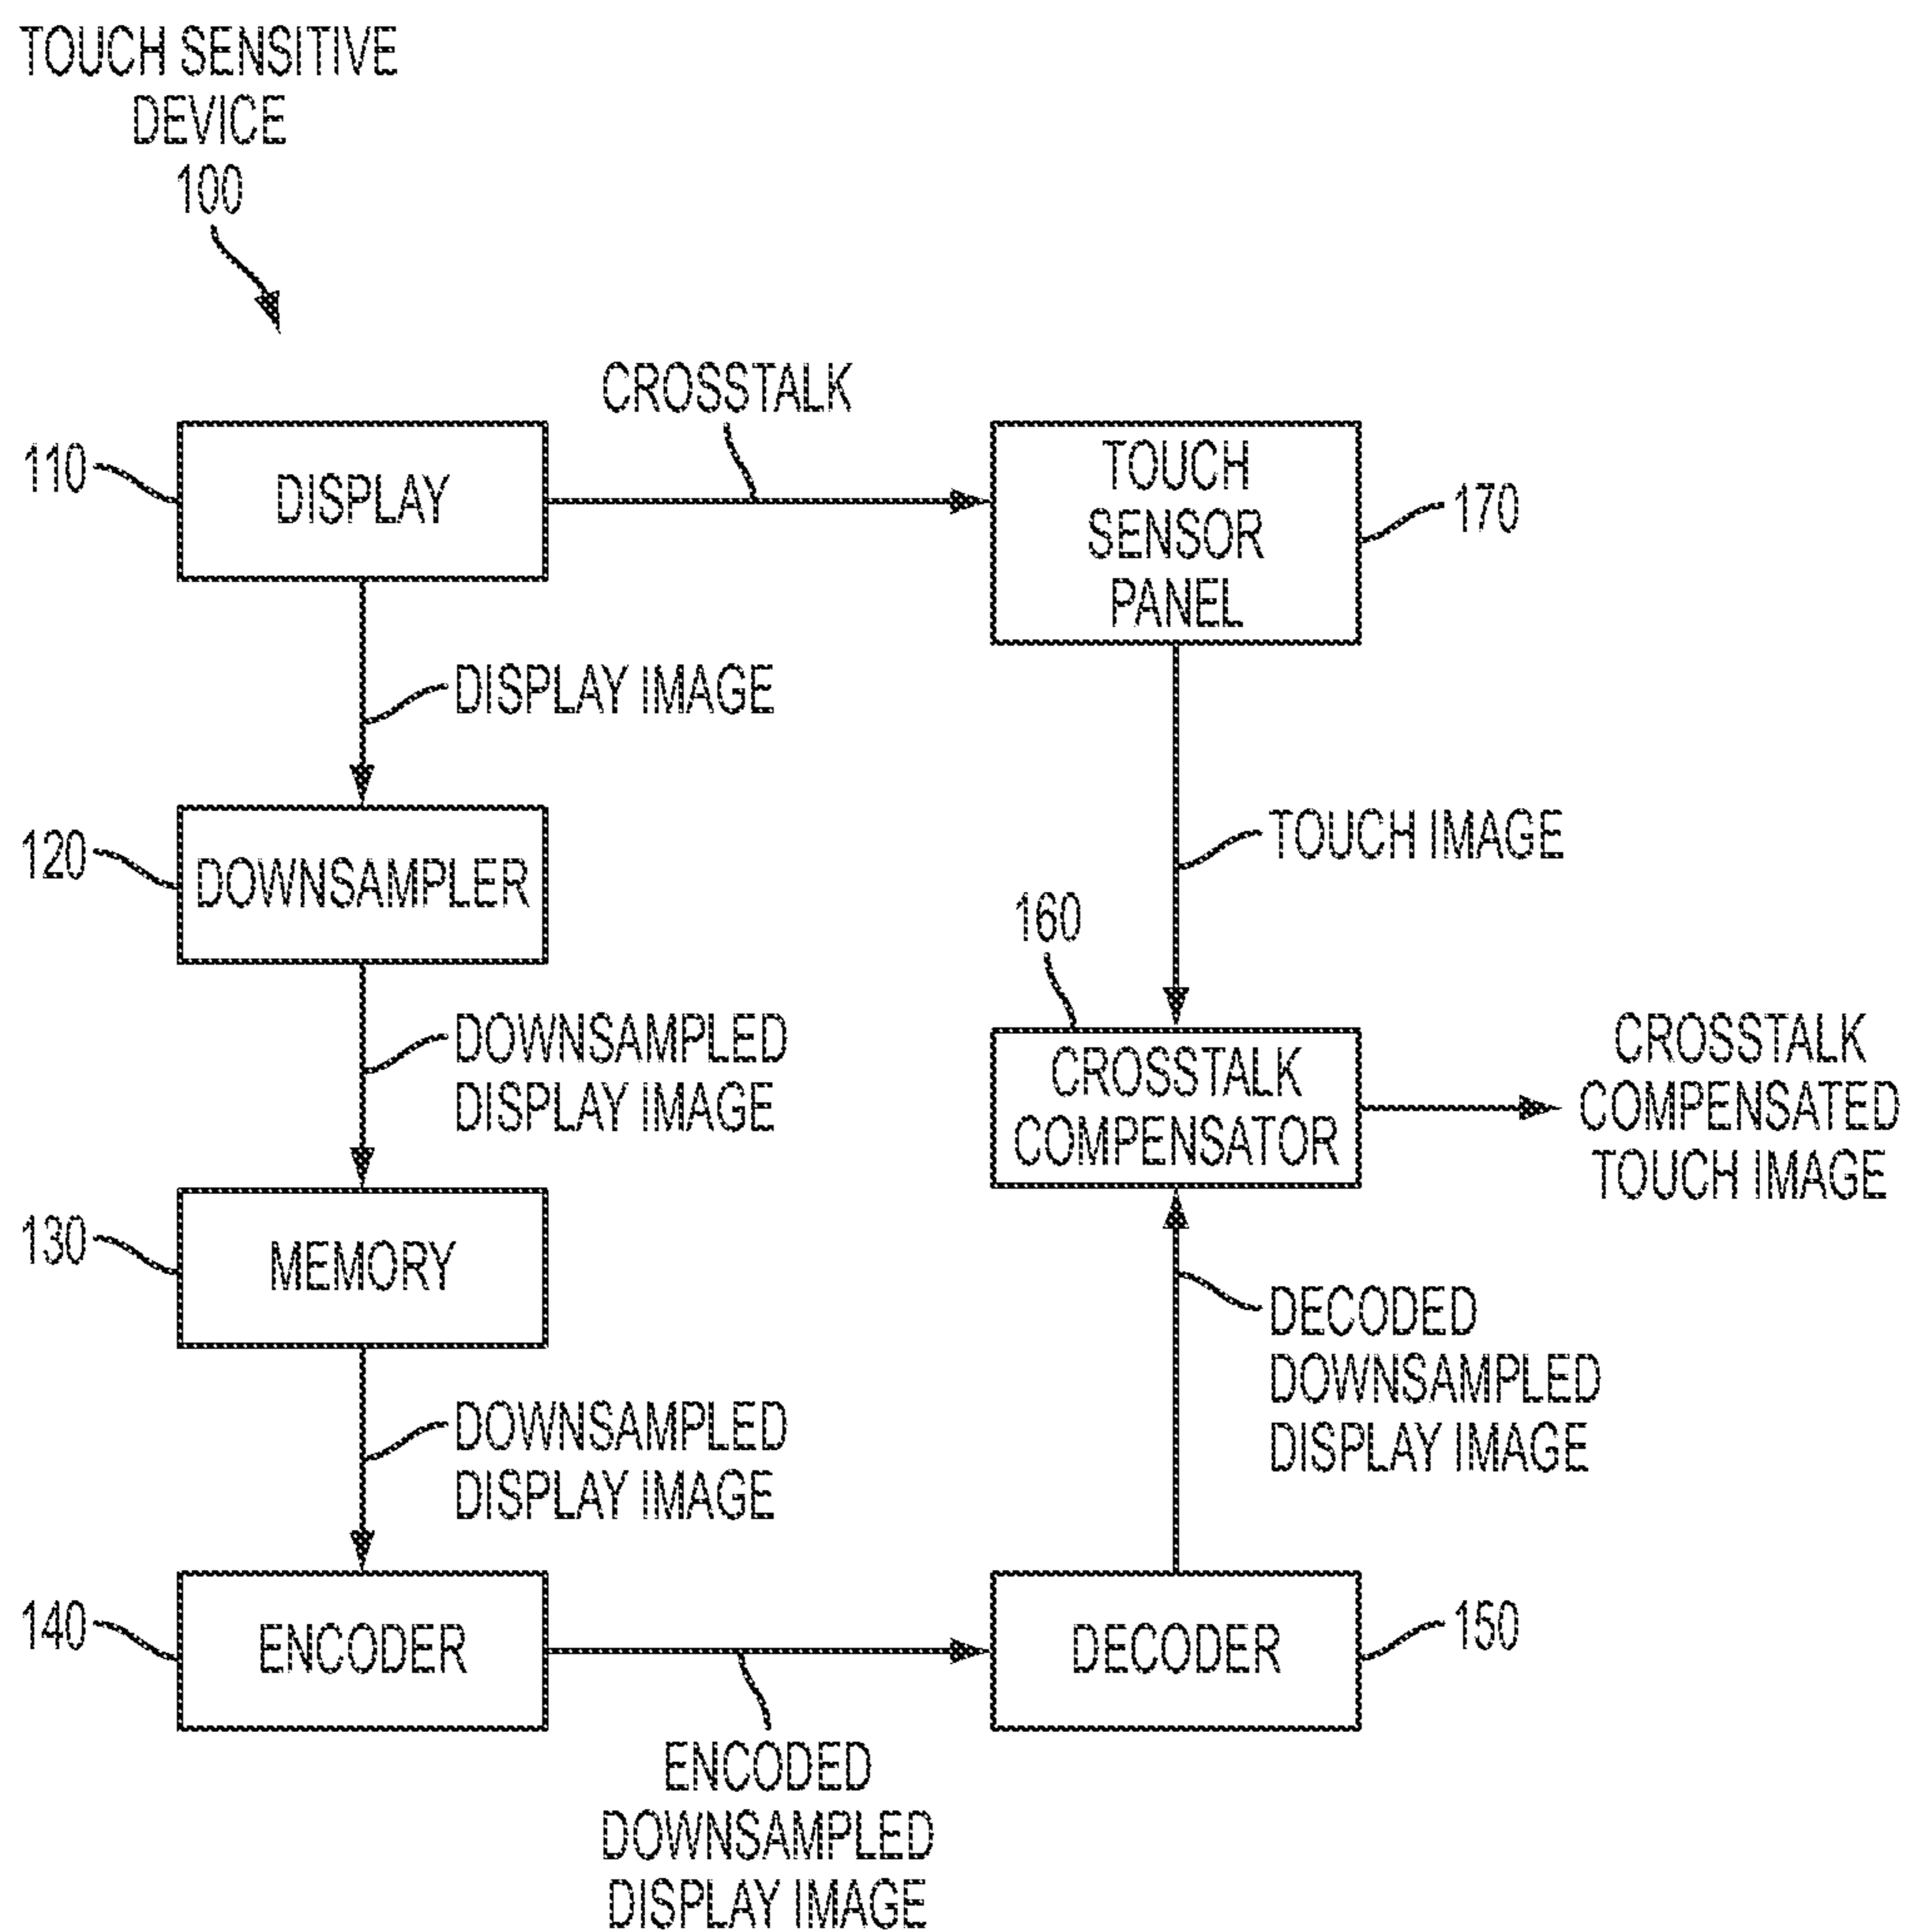 TOUCH SENSITIVE
DEVICE
100
CROSSTALK
110
DISPLAY
TOUCH
SENSOR
PANEL
170
DISPLAY IMAGE
120
DOWNSAMPLER
TOUCH IMAGE
160
DOWNSAMPLED
DISPLAY IMAGE
CROSSTALK
COMPENSATOR
CROSSTALK
COMPENSATED
TOUCH IMAGE
130
MEMORY
DECODED
DOWNSAMPLED
DISPLAY IMAGE
DOWNSAMPLED
DISPLAY IMAGE
140
ENCODER
DECODER
150
ENCODED
DOWNSAMPLED
DISPLAY IMAGE